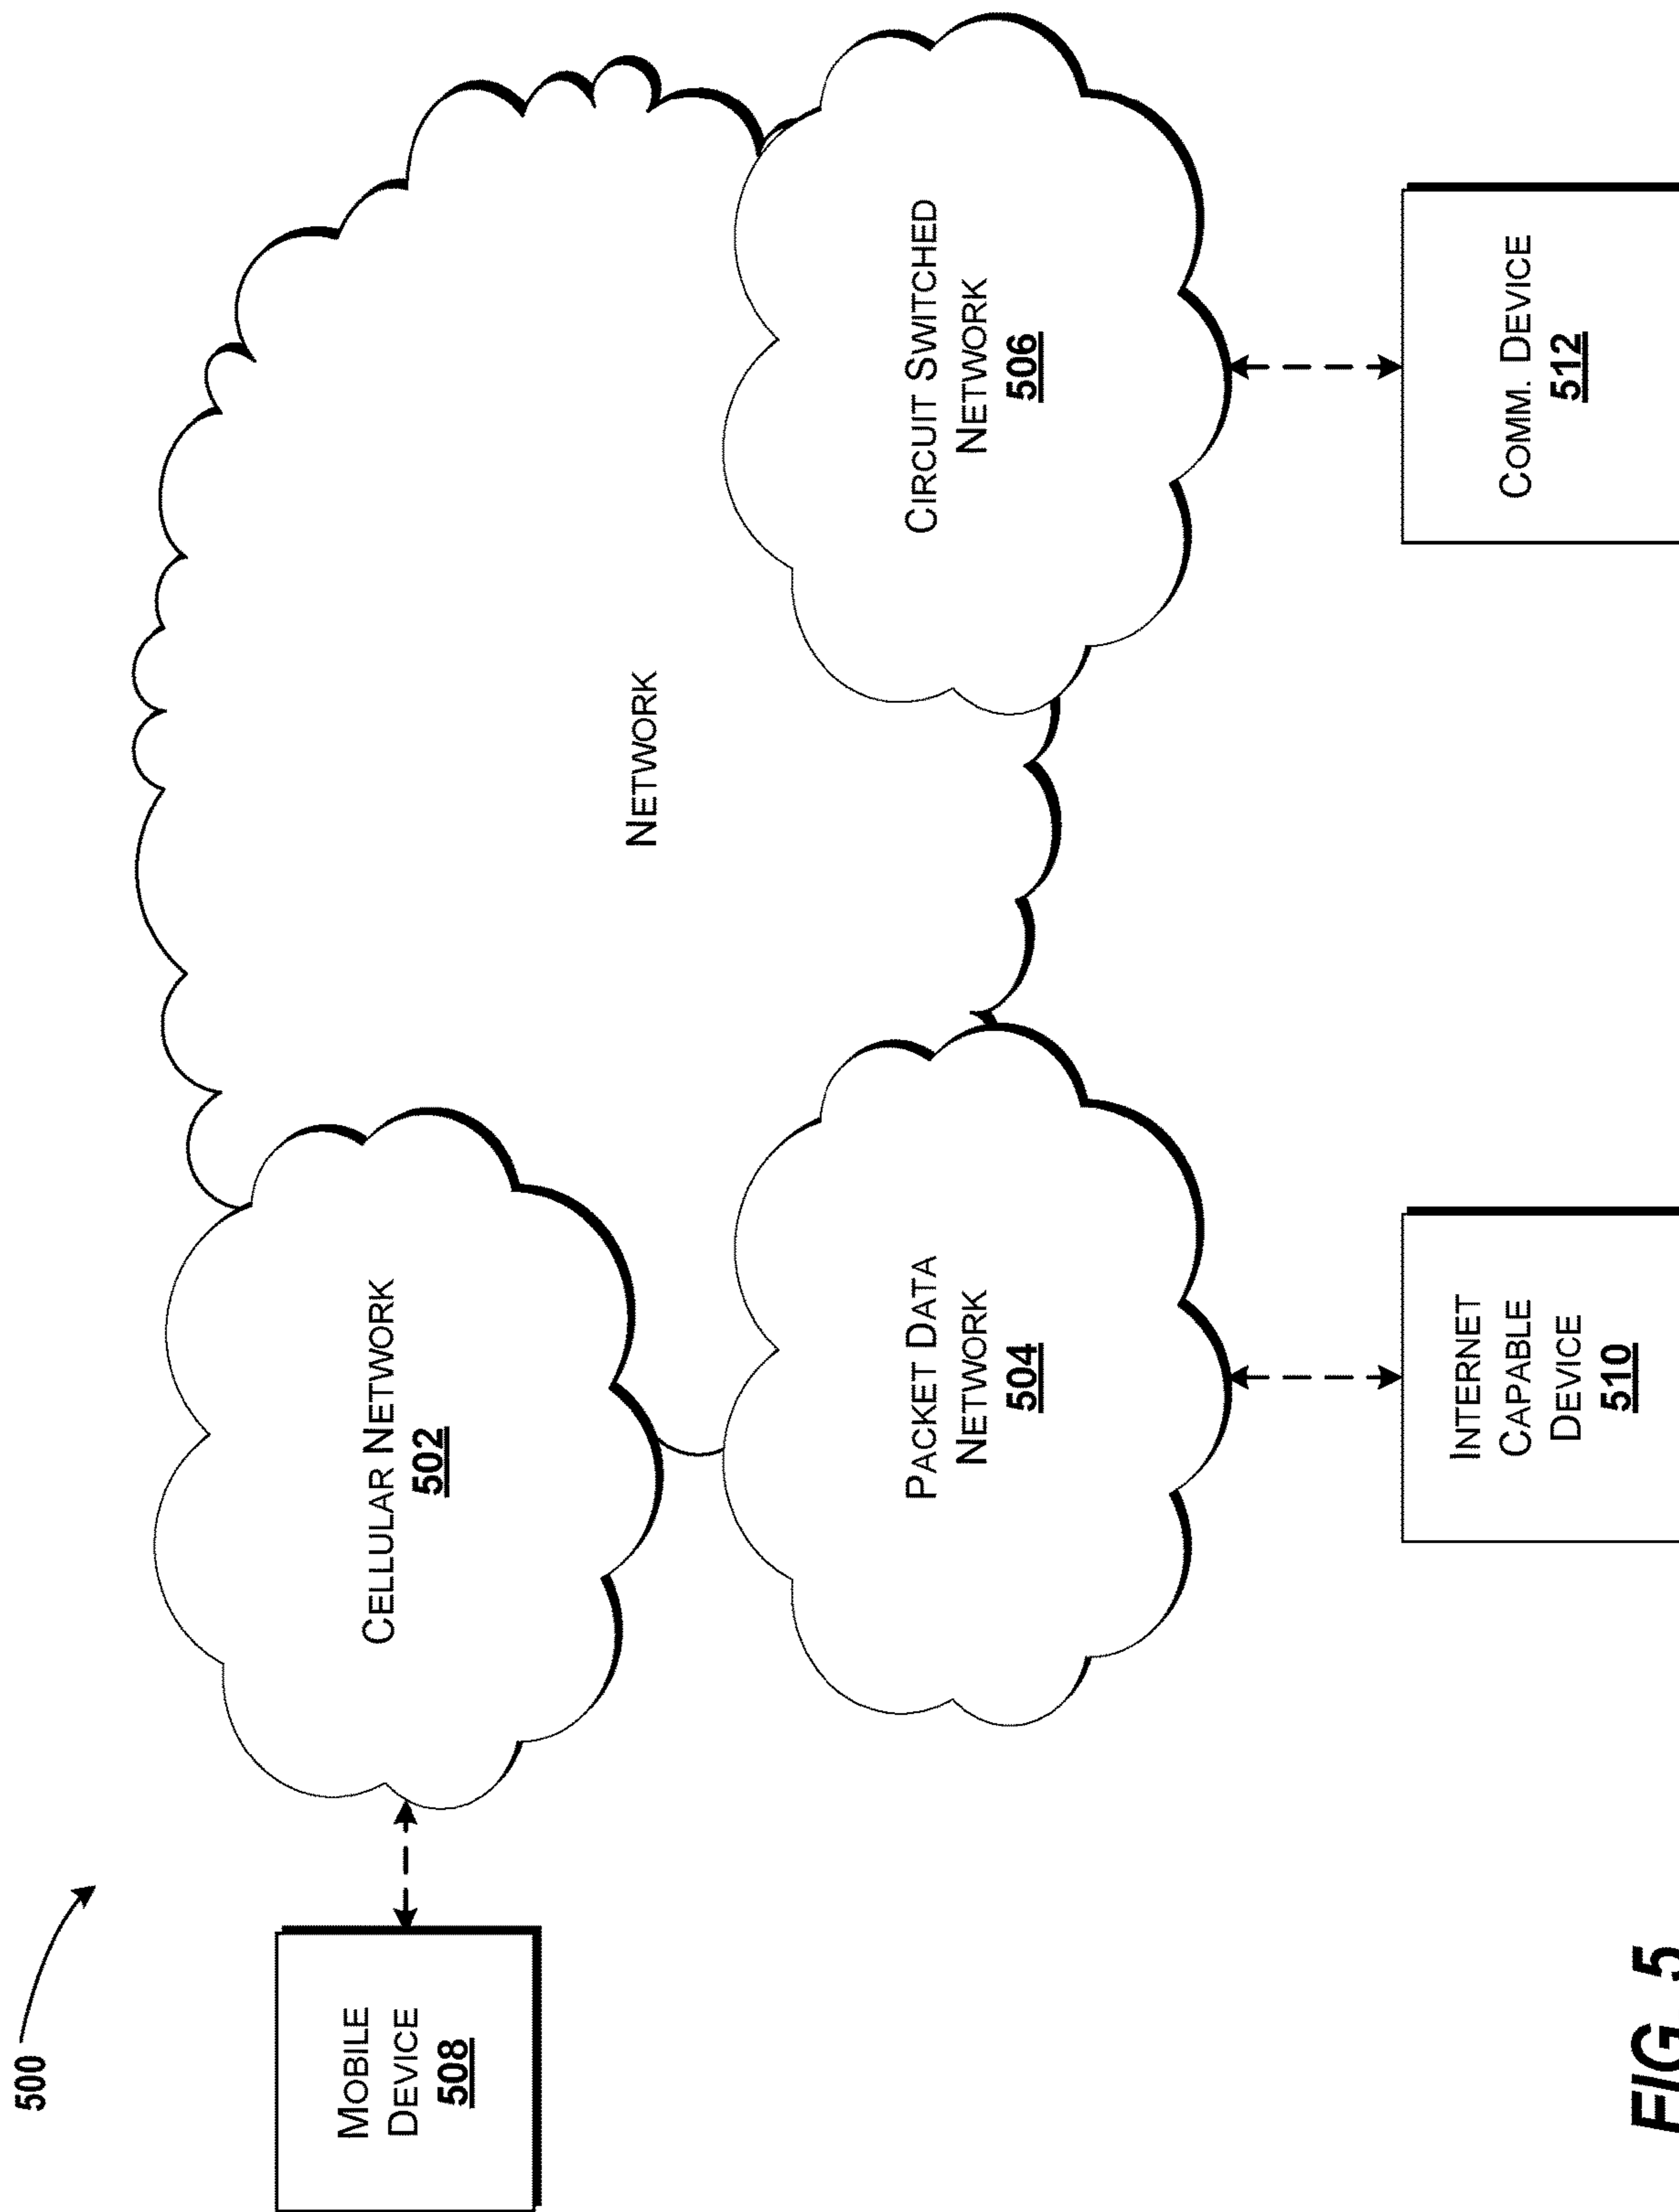 500
MOBILE
DEVICE
508
CELLULAR NETWORK
502
NETWORK
PACKET DATA
NETWORK
504
CIRCUIT SWITCHED
NETWORK
506
INTERNET
CAPABLE
DEVICE
510
COMM. DEVICE
512
FIG. 5